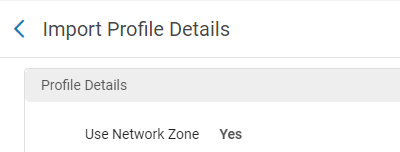 Import Profile Details
Profile Details
Use Network Zone Yes